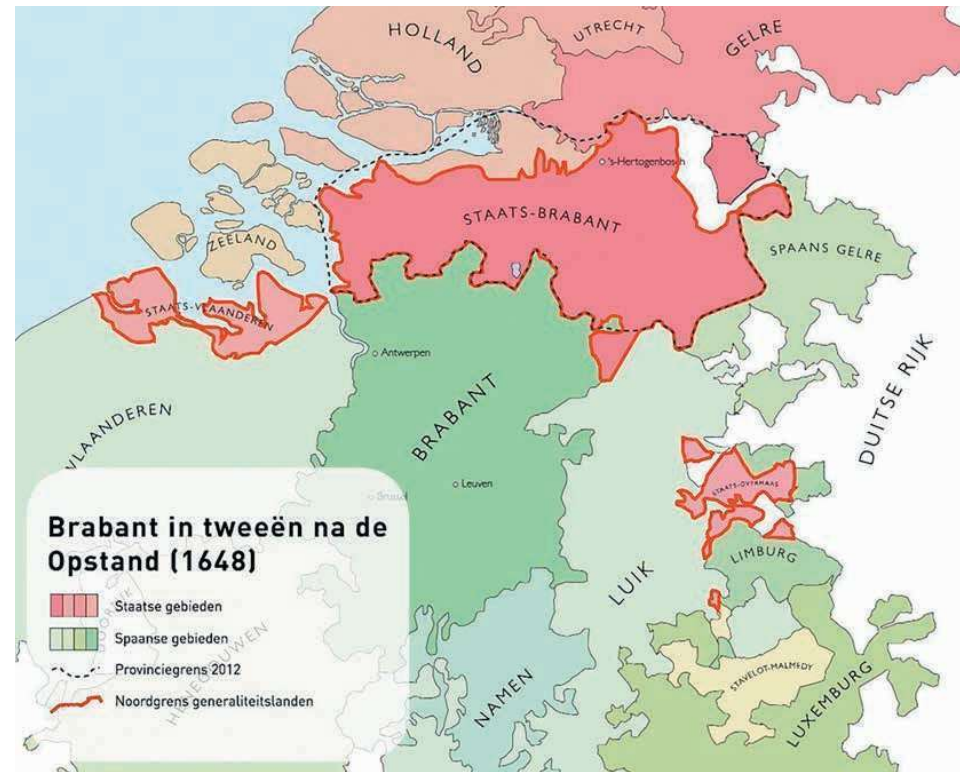 HOLLAND
UTRECHT
GELRE
's-Hertogenbosch
STAATS-BRABANT
ZEELAND
SPAANS GELRE
STAATS-VLAANDEREN
Antwerpen
VLAANDEREN
BRABANT
DUITSE RIJK
Leuven
STAATS-OVERMAAS
Brussel
LIMBURG
LUIK
STAVELOT-MALMEDY
NAMEN
LUXEMBURG
Brabant in tweeën na de
Opstand (1648)
Staatse gebieden
Spaanse gebieden
Provinciegrens 2012
Noordgrens generaliteitslanden